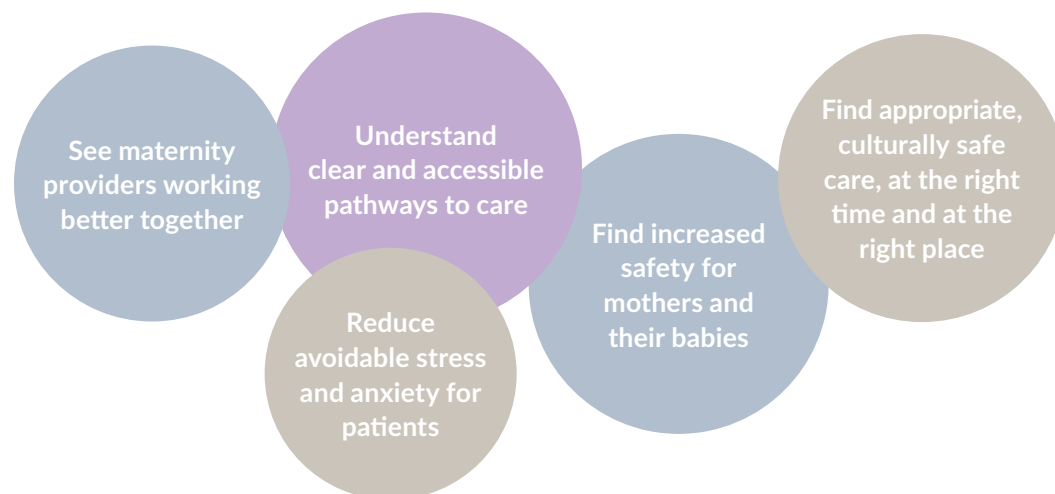 See maternity
providers working
better together
Understand
clear and accessible
pathways to care
Reduce
avoidable stress
and anxiety for
patients
Find increased
safety for
mothers and
their babies
Find appropriate,
culturally safe
care, at the right
time and at the
right place